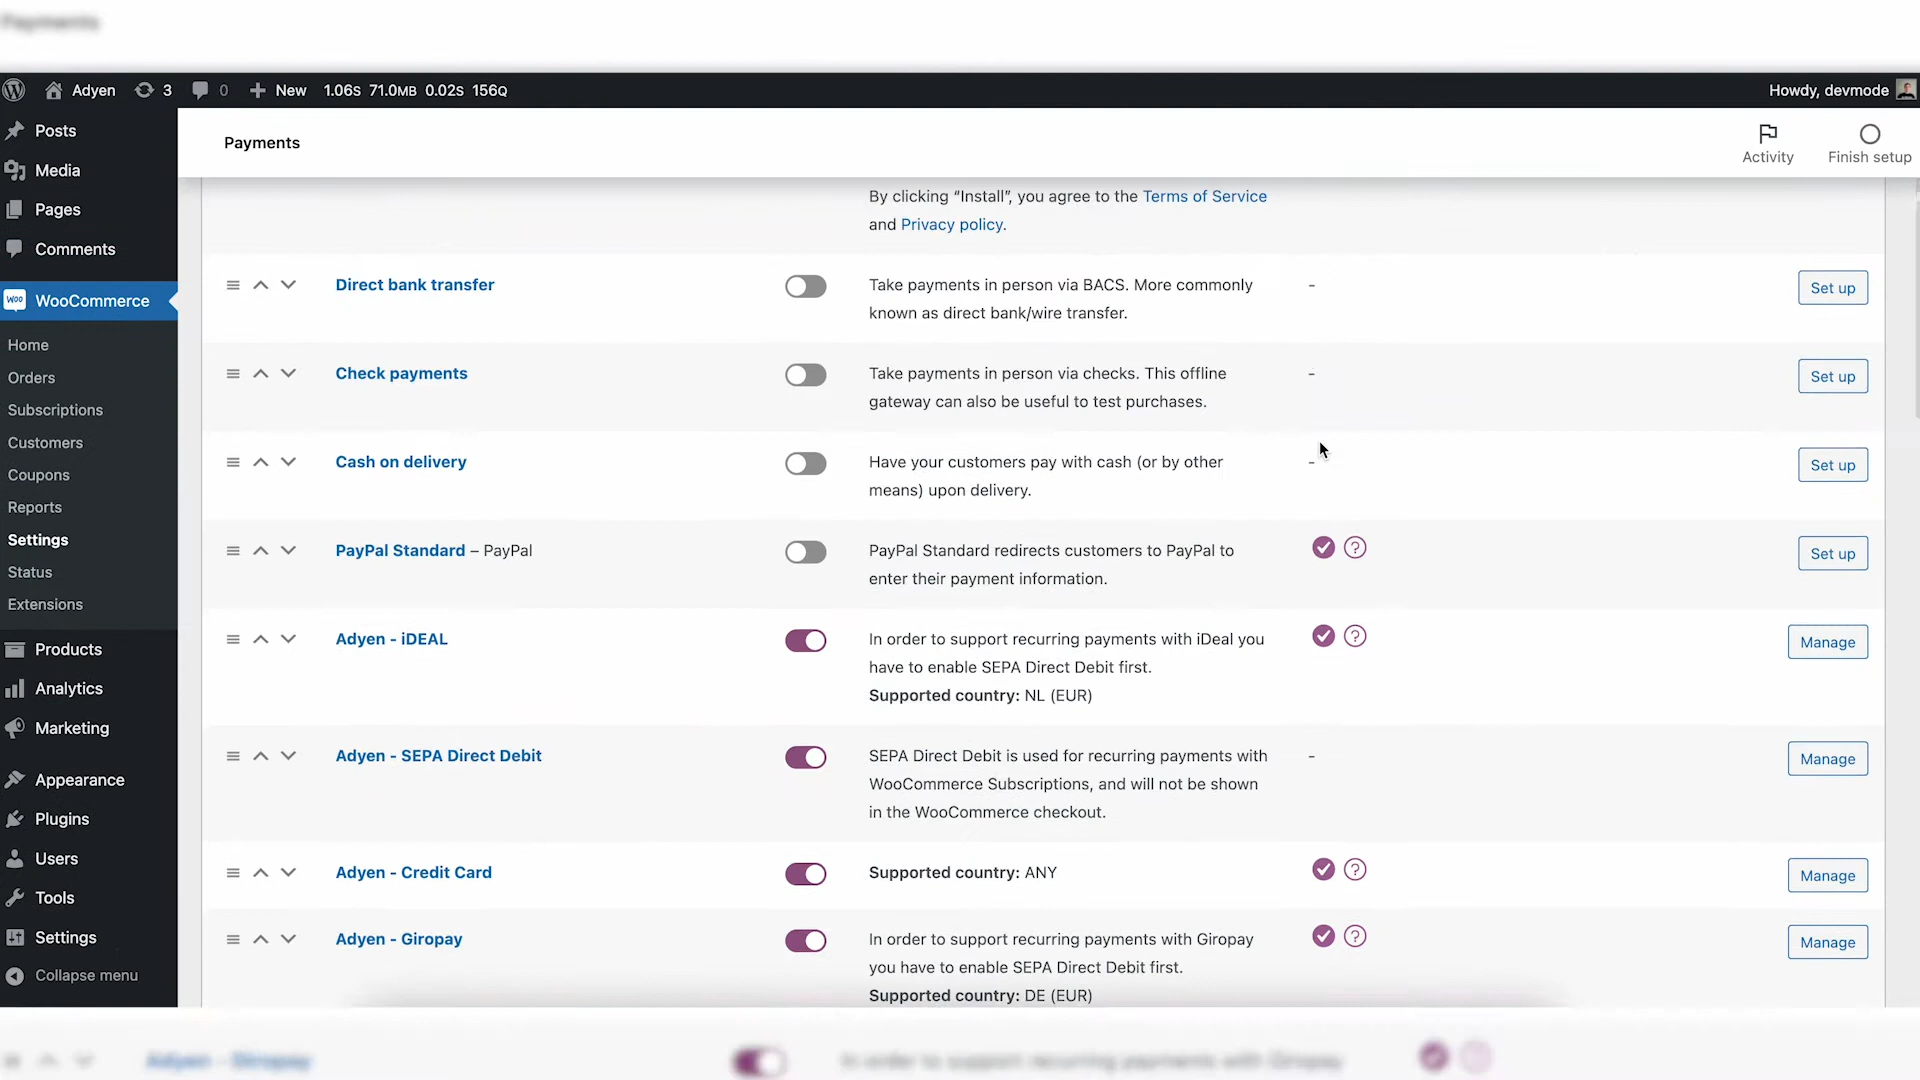 Payments
Adyen 3 0 New 1.06s 71.0MB 0.02s 156Q Howdy, devmode
Posts
Media
Pages
Comments
woo WooCommerce
Home
Orders
Subscriptions
Customers
Coupons
Reports
Settings
Status
Extensions
Products
Analytics
Marketing
Appearance
Plugins
Users
Tools
Settings
Collapse menu
Payments
Activity
Finish setup
By clicking “Install”, you agree to the Terms of Service
and Privacy policy.
Direct bank transfer
Take payments in person via BACS. More commonly
known as direct bank/wire transfer.
-
Set up
Check payments
Take payments in person via checks. This offline
gateway can also be useful to test purchases.
-
Set up
Cash on delivery
Have your customers pay with cash (or by other
means) upon delivery.
-
Set up
PayPal Standard – PayPal
PayPal Standard redirects customers to PayPal to
enter their payment information.
?
Set up
Adyen - iDEAL
In order to support recurring payments with iDeal you
have to enable SEPA Direct Debit first.
Supported country: NL (EUR)
?
Manage
Adyen - SEPA Direct Debit
SEPA Direct Debit is used for recurring payments with
WooCommerce Subscriptions, and will not be shown
in the WooCommerce checkout.
-
Manage
Adyen - Credit Card
Supported country: ANY
?
Manage
Adyen - Giropay
In order to support recurring payments with Giropay
you have to enable SEPA Direct Debit first.
Supported country: DE (EUR)
?
Manage
Adyen - Giropay
In order to support recurring payments with Giropay